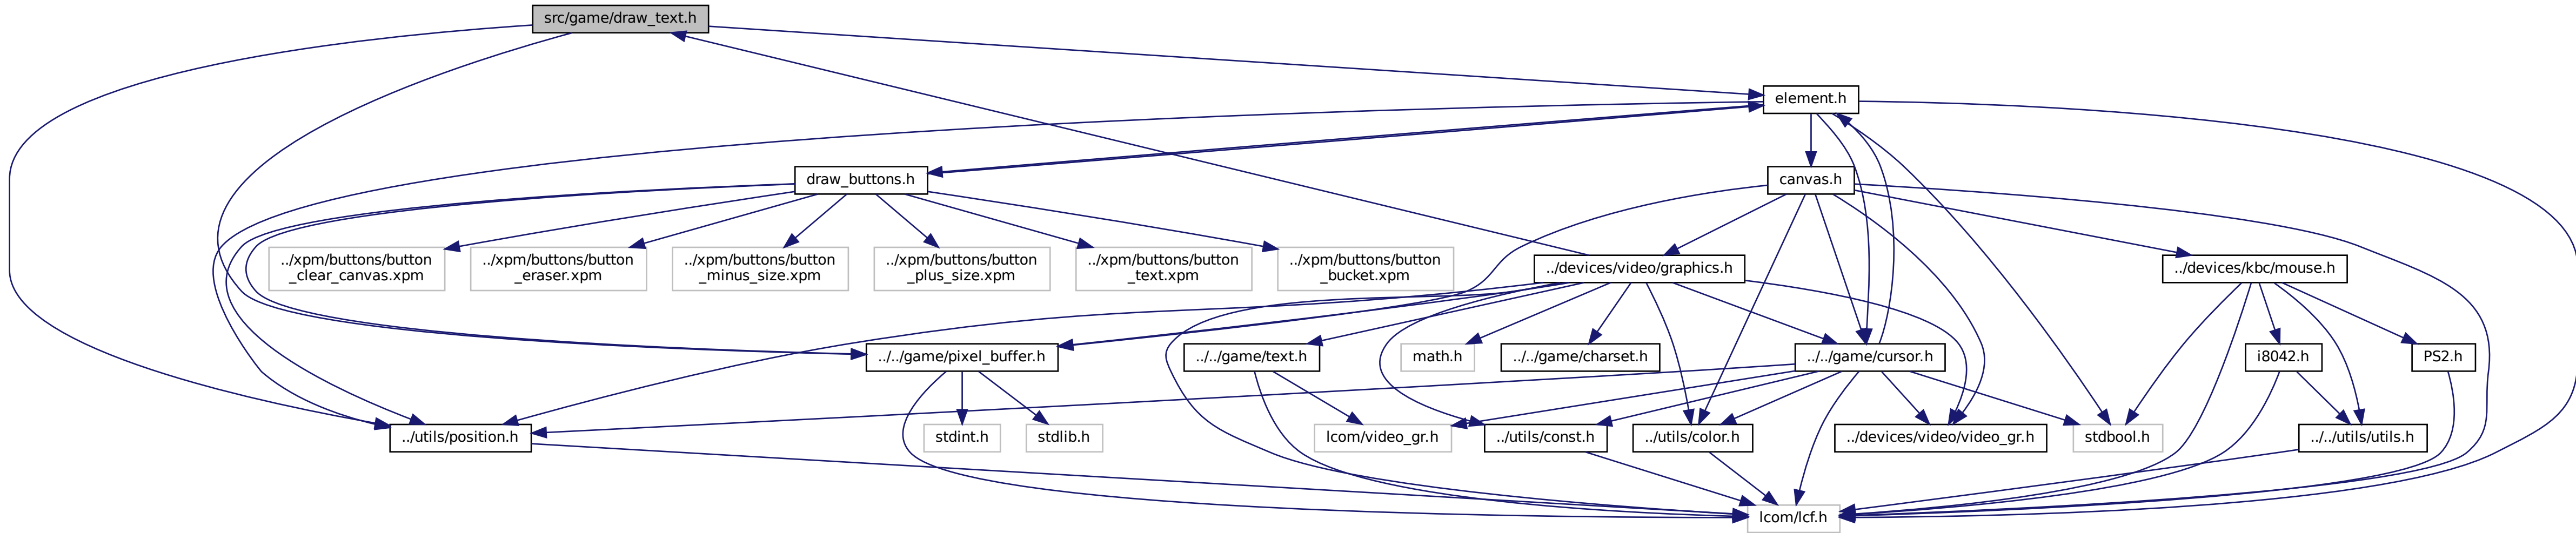 src/game/draw_text.h
element.h
draw_buttons.h
canvas.h
../xpm/buttons/button
_clear_canvas.xpm
../xpm/buttons/button
_eraser.xpm
../xpm/buttons/button
_minus_size.xpm
../xpm/buttons/button
_plus_size.xpm
../xpm/buttons/button
_text.xpm
../xpm/buttons/button
_bucket.xpm
../devices/video/graphics.h
../devices/kbc/mouse.h
../../game/pixel_buffer.h
../../game/text.h
math.h
../../game/charset.h
../../game/cursor.h
i8042.h
PS2.h
../utils/position.h
stdint.h
stdlib.h
lcom/video_gr.h
../utils/const.h
../utils/color.h
../devices/video/video_gr.h
stdbool.h
../../utils/utils.h
lcom/lcf.h